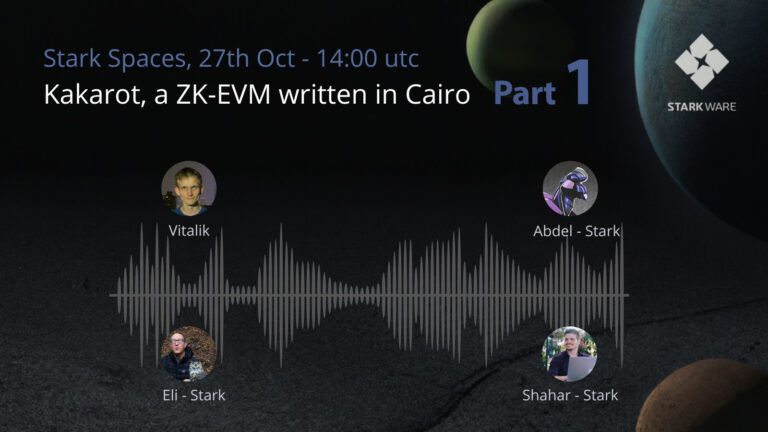 Stark Spaces, 27th Oct - 14:00 utc
Kakarot, a ZK-EVM written in Cairo Part 1
STARKWARE
Vitalik
Abdel - Stark
Eli - Stark
Shahar - Stark